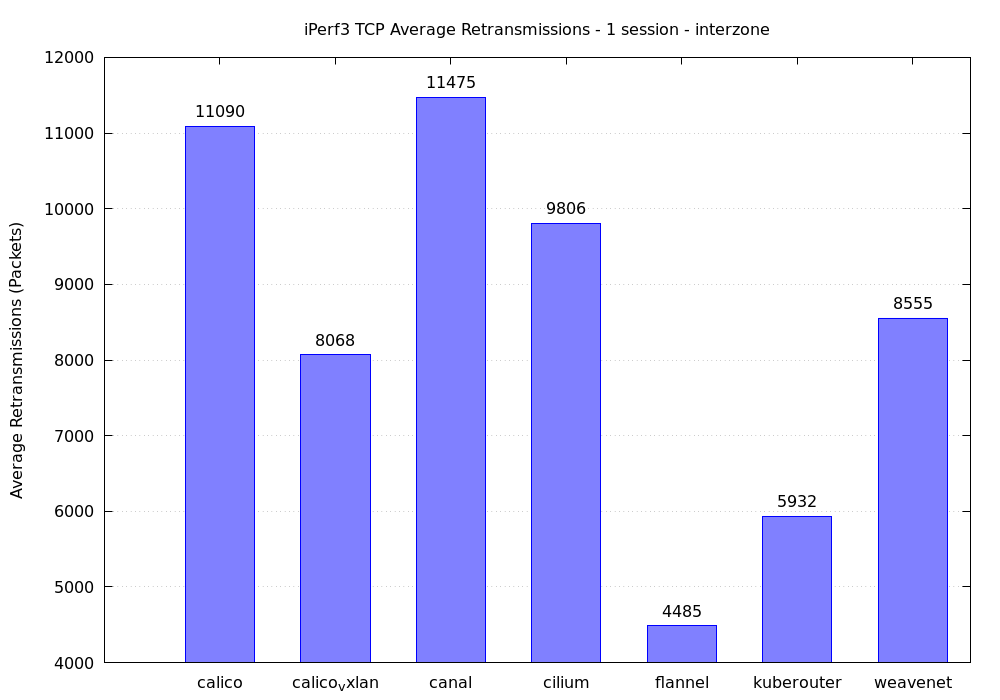 iPerf3 TCP Average Retransmissions - 1 session - interzone
Average Retransmissions (Packets)
12000
11000
10000
9000
8000
7000
6000
5000
4000
11090
8068
11475
9806
4485
5932
8555
calico
calicovxlan
canal
cilium
flannel
kuberouter
weavenet